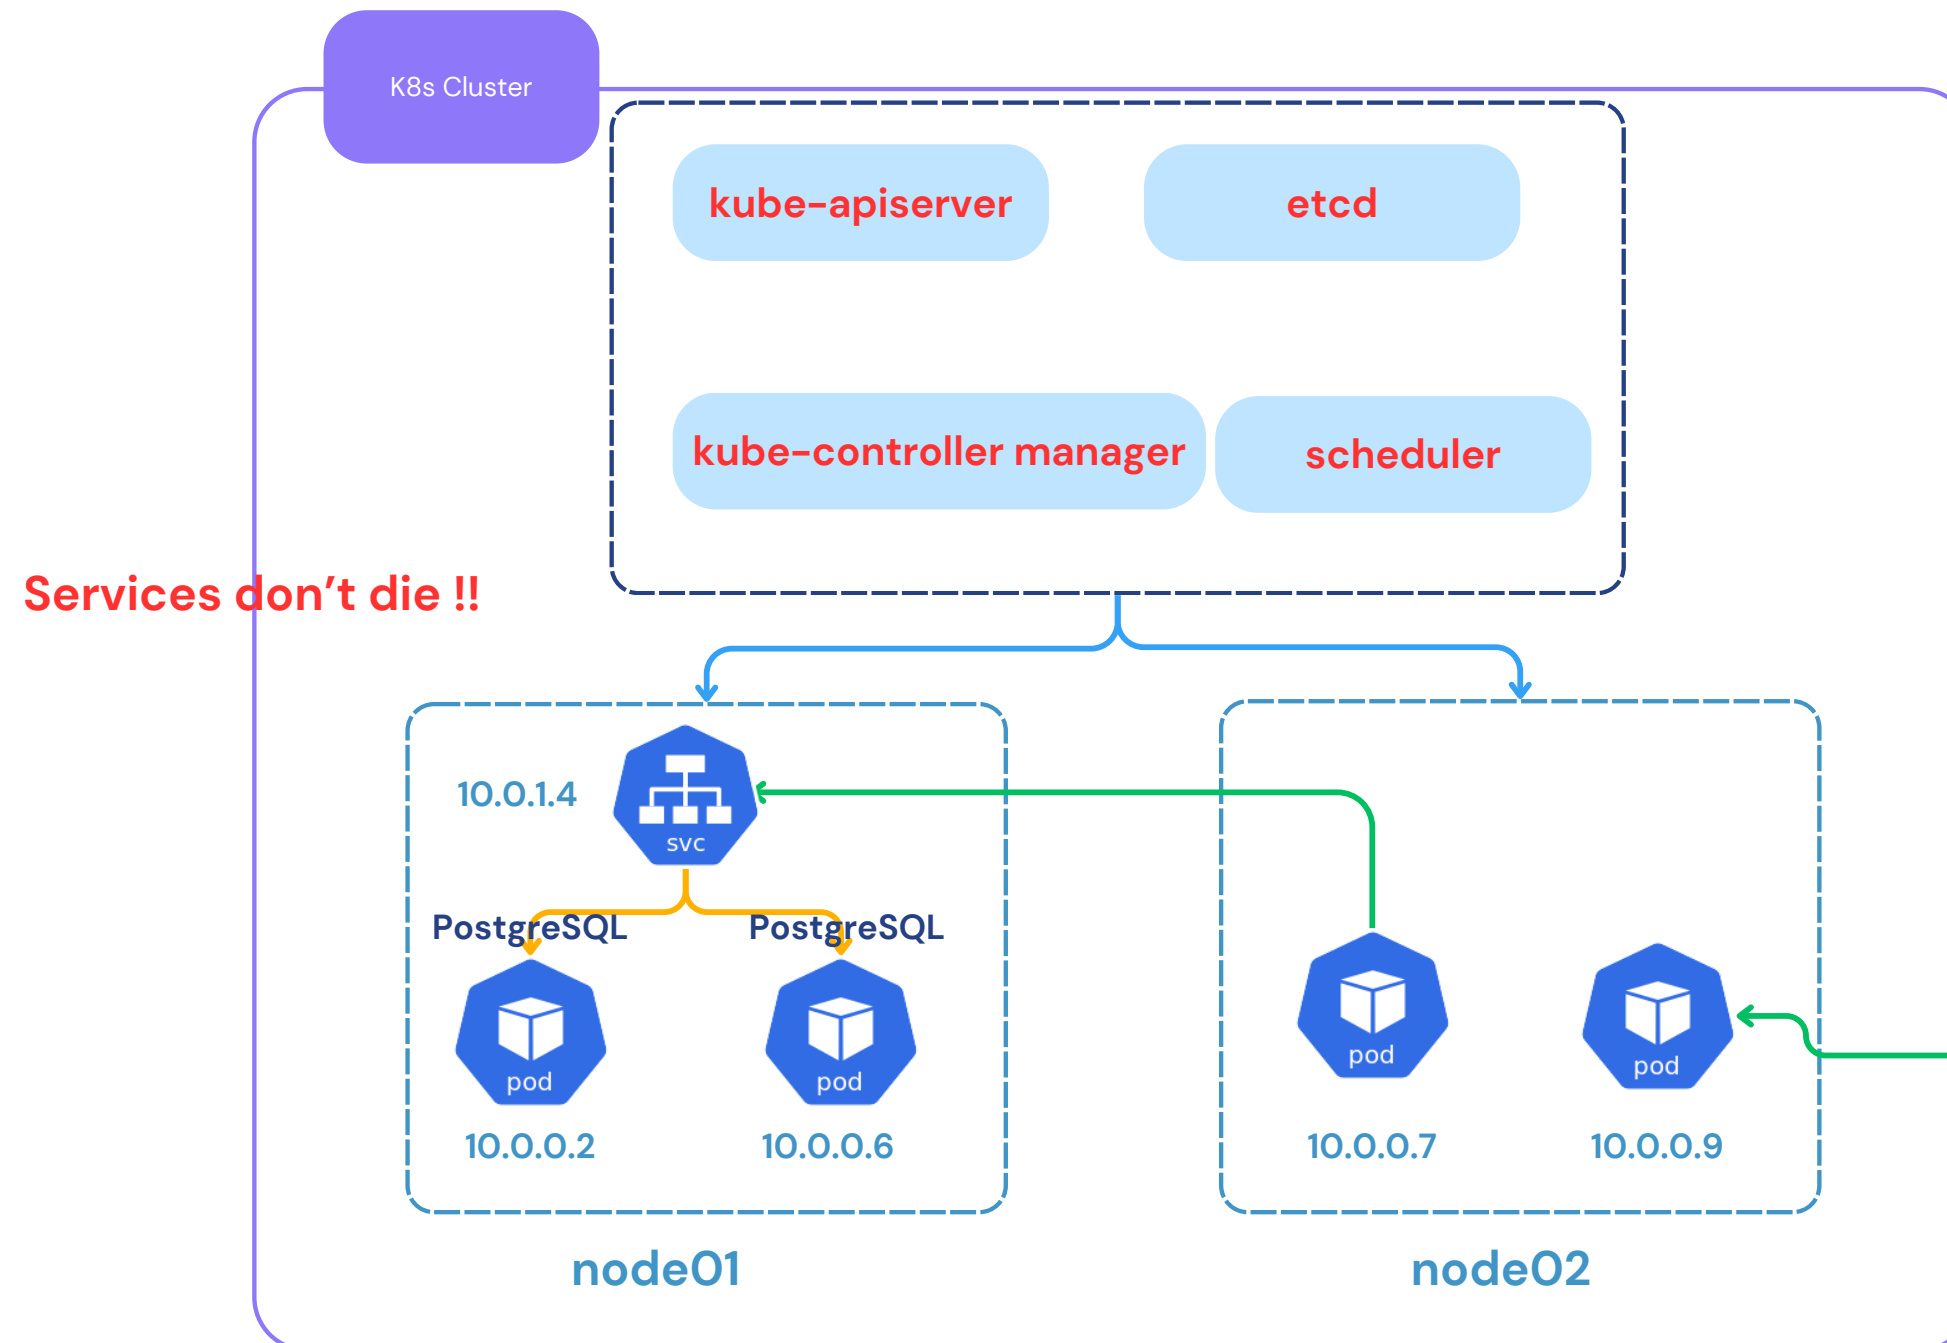 K8s Cluster
kube-apiserver
etcd
kube-controller manager
scheduler
Services don't die !!
10.0.1.4
svc
PostgreSQL
PostgreSQL
pod
pod
pod
pod
10.0.0.2
10.0.0.6
10.0.0.7
10.0.0.9
node01
node02